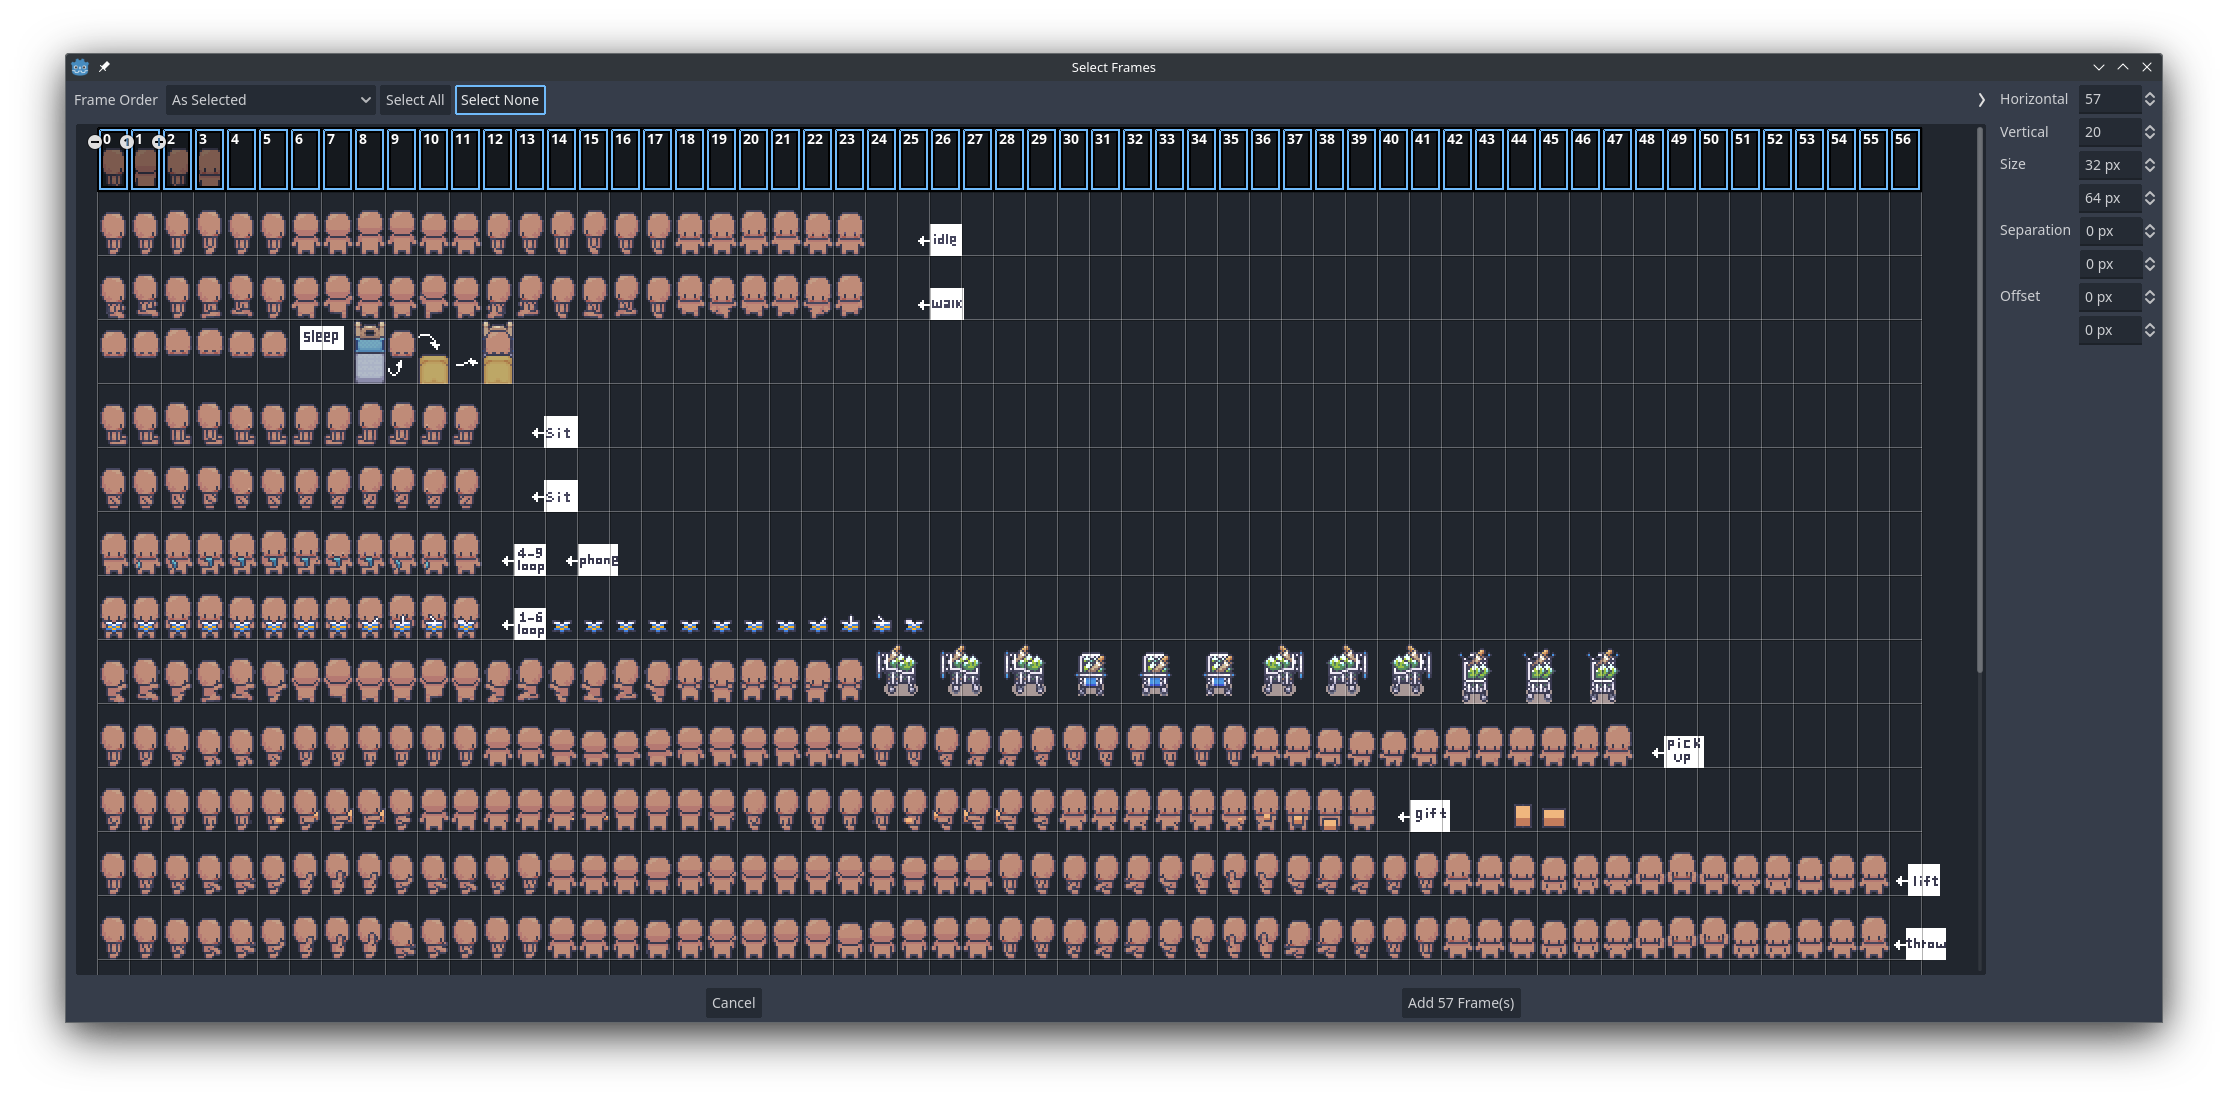 Select Frames
Frame Order As Selected Select All Select None
Horizontal 57
Vertical 20
Size 32 px
64 px
Separation 0 px
0 px
Offset 0 px
0 px
0 1 2 3 4 5 6 7 8 9 10 11 12 13 14 15 16 17 18 19 20 21 22 23 24 25 26 27 28 29 30 31 32 33 34 35 36 37 38 39 40 41 42 43 44 45 46 47 48 49 50 51 52 53 54 55 56
idle
walk
sleep
sit
sit
4-9 loop
phone
1-6 loop
pick up
gift
lift
throw
Cancel Add 57 Frame(s)